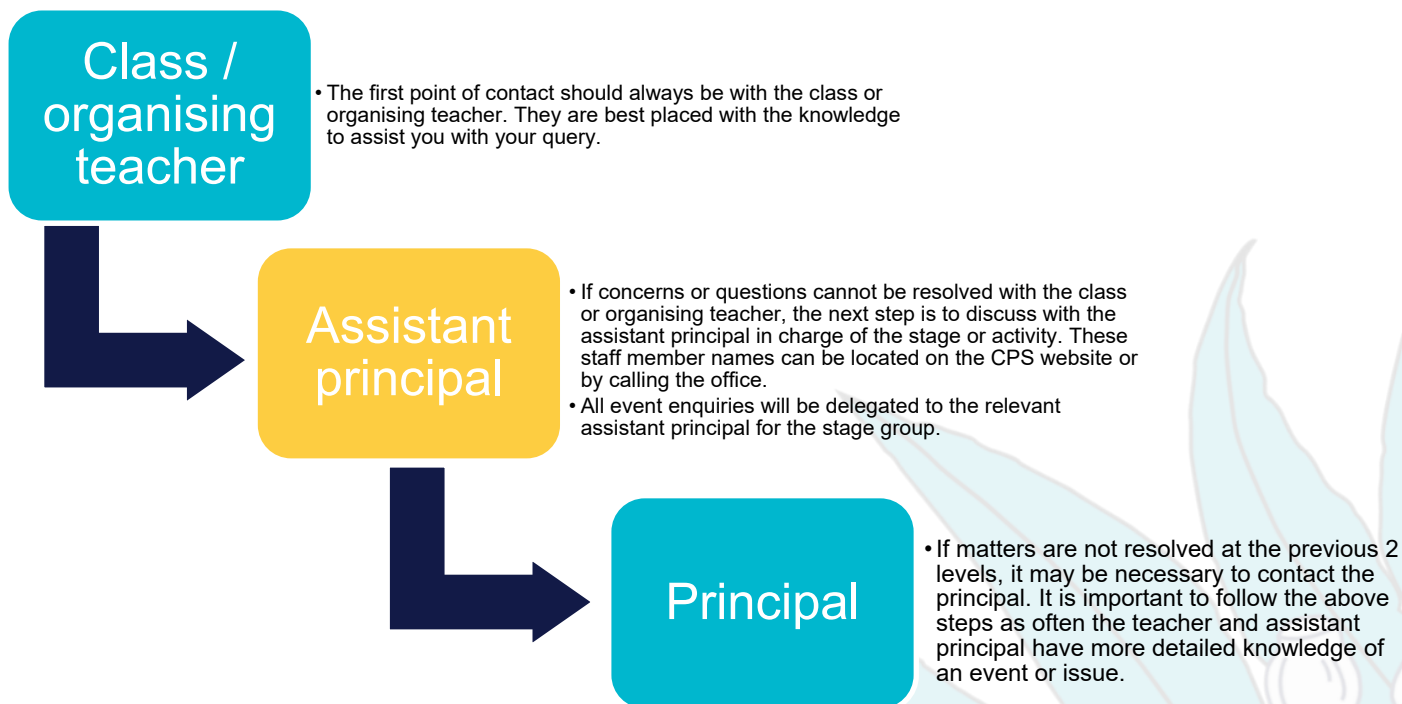 Class /
organising
teacher
• The first point of contact should always be with the class or
organising teacher. They are best placed with the knowledge
to assist you with your query.
Assistant
principal
• If concerns or questions cannot be resolved with the class
or organising teacher, the next step is to discuss with the
assistant principal in charge of the stage or activity. These
staff member names can be located on the CPS website or
by calling the office.
• All event enquiries will be delegated to the relevant
assistant principal for the stage group.
Principal
• If matters are not resolved at the previous 2
levels, it may be necessary to contact the
principal. It is important to follow the above
steps as often the teacher and assistant
principal have more detailed knowledge of
an event or issue.